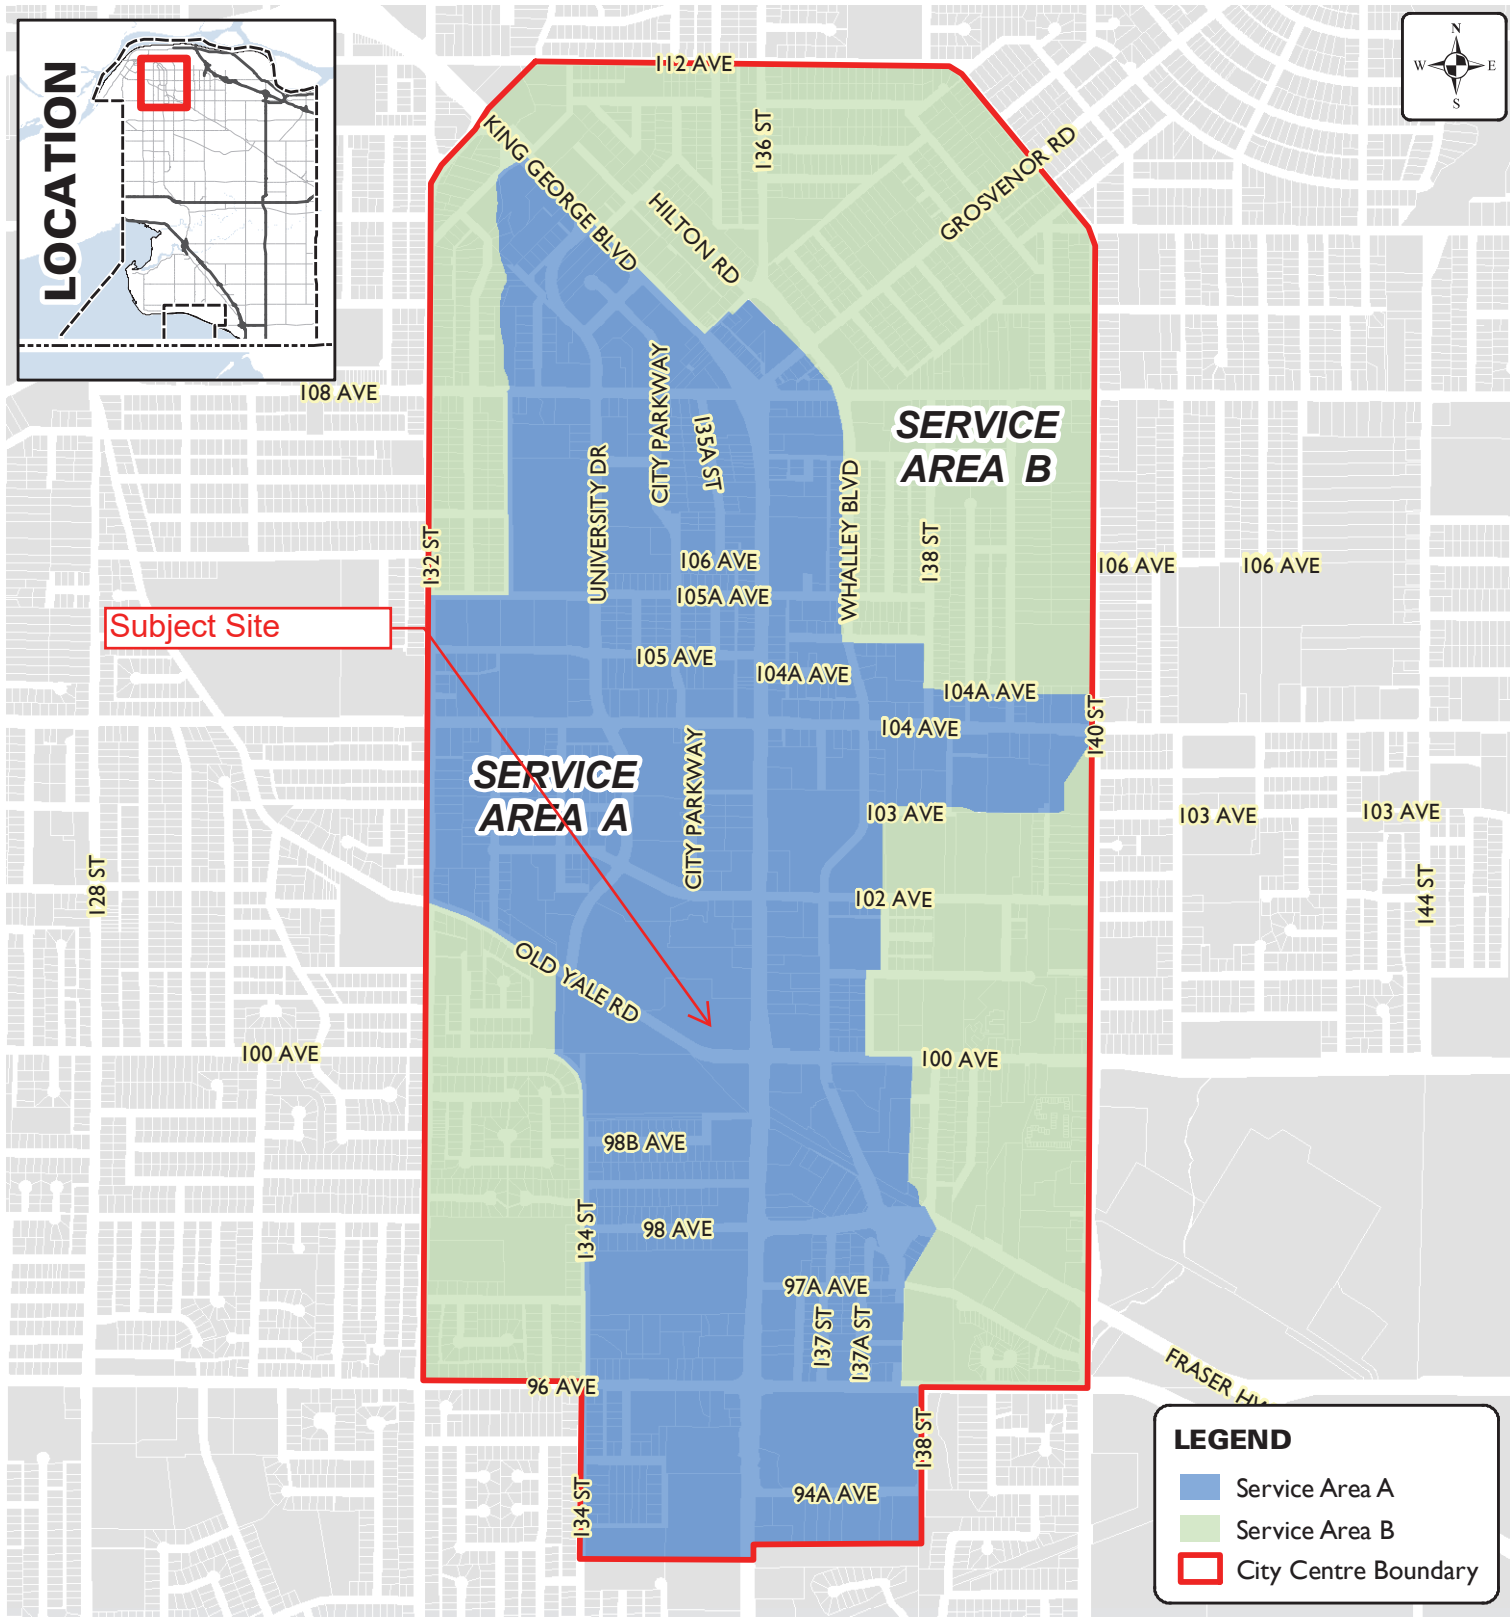 LOCATION
N
W
E
S
112 AVE
136 ST
KING GEORGE BLVD
HILTON RD
GROSVENOR RD
108 AVE
CITY PARKWAY
135A ST
UNIVERSITY DR
SERVICE
AREA B
WHALLEY BLVD
138 ST
132 ST
106 AVE
106 AVE
106 AVE
105A AVE
Subject Site
105 AVE
104A AVE
104A AVE
104 AVE
140 ST
SERVICE
AREA A
CITY PARKWAY
103 AVE
103 AVE
103 AVE
128 ST
102 AVE
144 ST
OLD YALE RD
100 AVE
100 AVE
98B AVE
134 ST
98 AVE
97A AVE
137 ST
137A ST
96 AVE
FRASER
138 ST
134 ST
94A AVE
LEGEND
Service Area A
Service Area B
City Centre Boundary